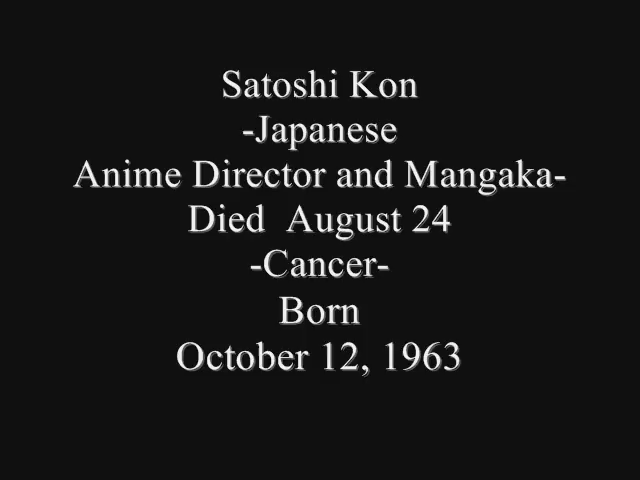 Satoshi Kon
-Japanese
Anime Director and Mangaka-
Died  August 24
-Cancer-
Born
October 12, 1963